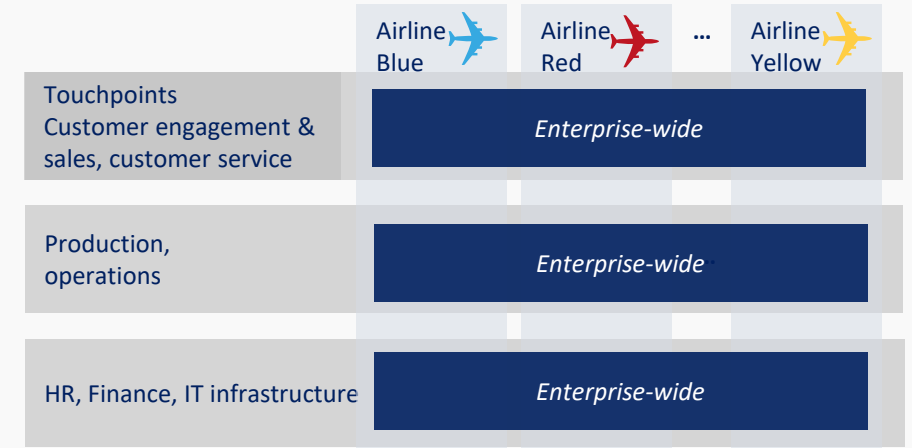 Airline
Blue
Airline
Red
...
Airline
Yellow
Touchpoints
Customer engagement &
sales, customer service
Enterprise-wide
Production,
operations
Enterprise-wide
HR, Finance, IT infrastructure
Enterprise-wide